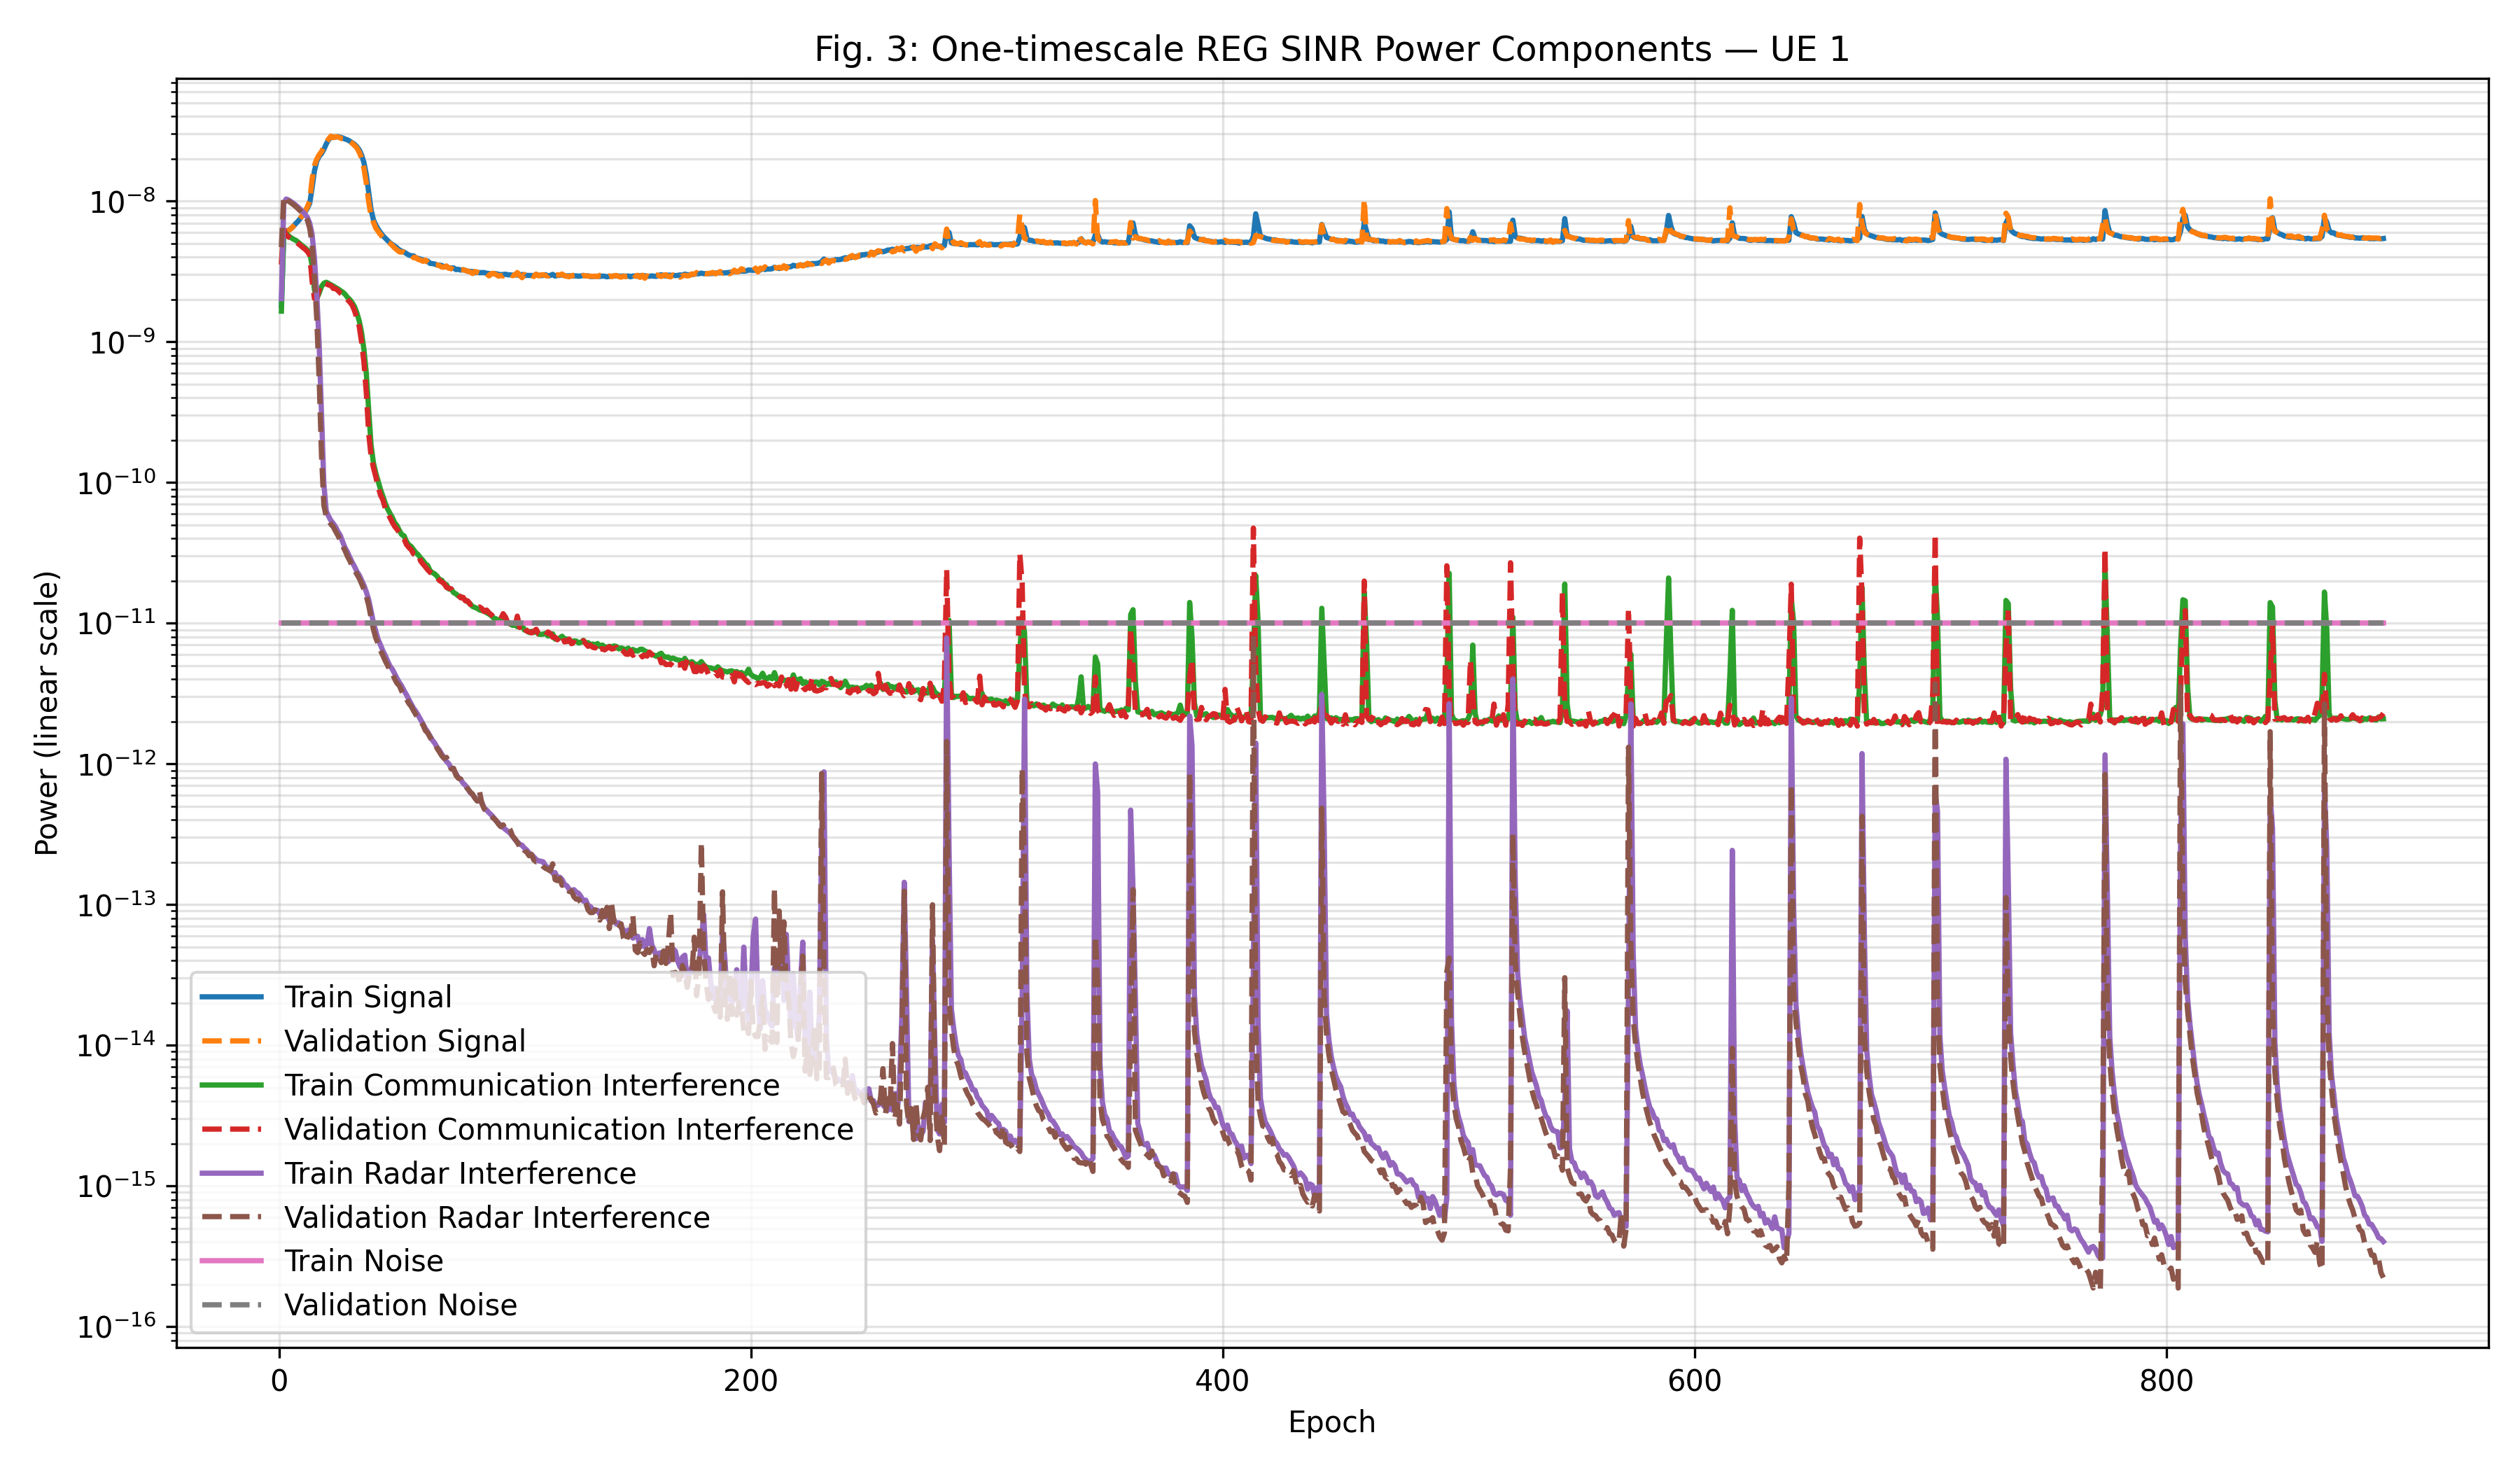 Fig. 3: One-timescale REG SINR Power Components — UE 1
Power (linear scale)
10⁻⁸
10⁻⁹
10⁻¹⁰
10⁻¹¹
10⁻¹²
10⁻¹³
10⁻¹⁴
10⁻¹⁵
10⁻¹⁶
Train Signal
Validation Signal
Train Communication Interference
Validation Communication Interference
Train Radar Interference
Validation Radar Interference
Train Noise
Validation Noise
0 200 400 600 800
Epoch